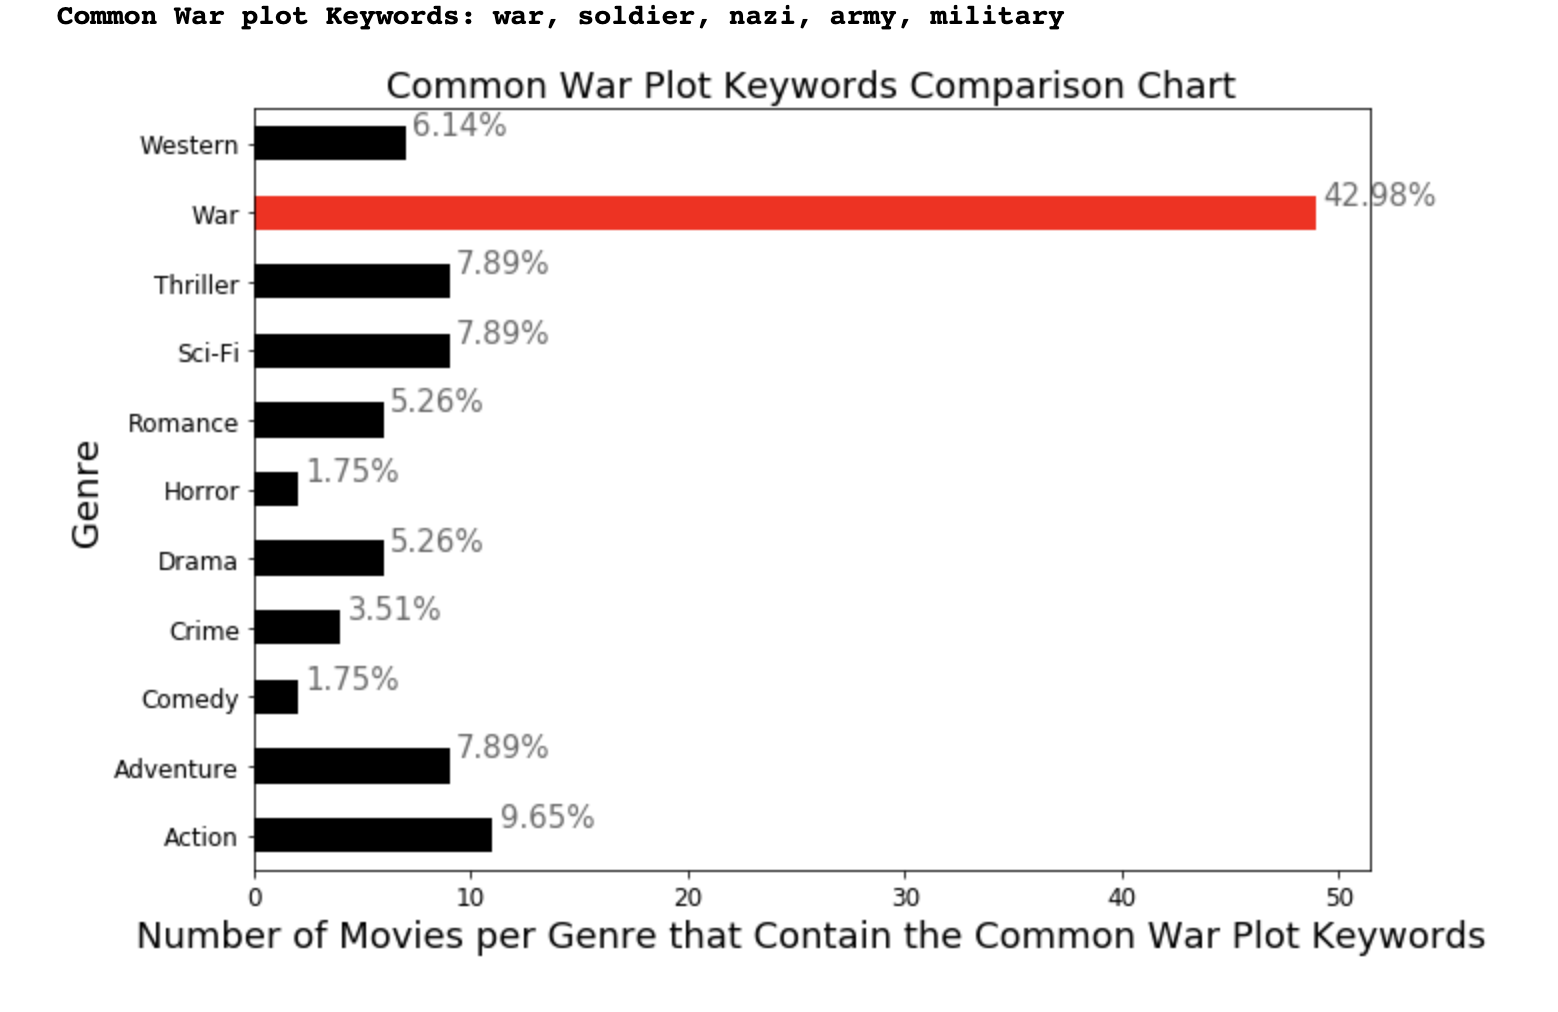 Common War plot Keywords: war, soldier, nazi, army, military
Common War Plot Keywords Comparison Chart
Western
6.14%
War
42.98%
Thriller
7.89%
Sci-Fi
7.89%
Romance
5.26%
Genre
Horror
1.75%
Drama
5.26%
Crime
3.51%
Comedy
1.75%
Adventure
7.89%
Action
9.65%
0 10 20 30 40 50
Number of Movies per Genre that Contain the Common War Plot Keywords